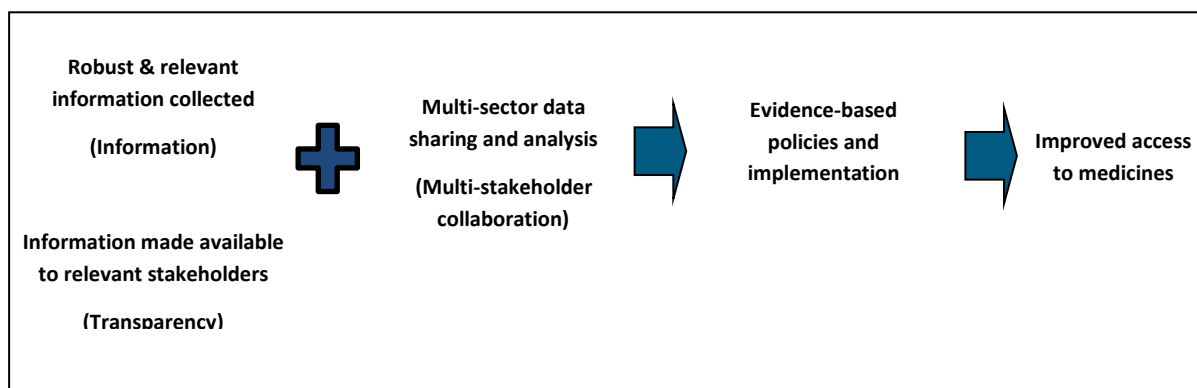 Robust & relevant
information collected
(Information)
Information made available
to relevant stakeholders
(Transparency)
Multi-sector data
sharing and analysis
(Multi-stakeholder
collaboration)
Evidence-based
policies and
implementation
Improved access
to medicines